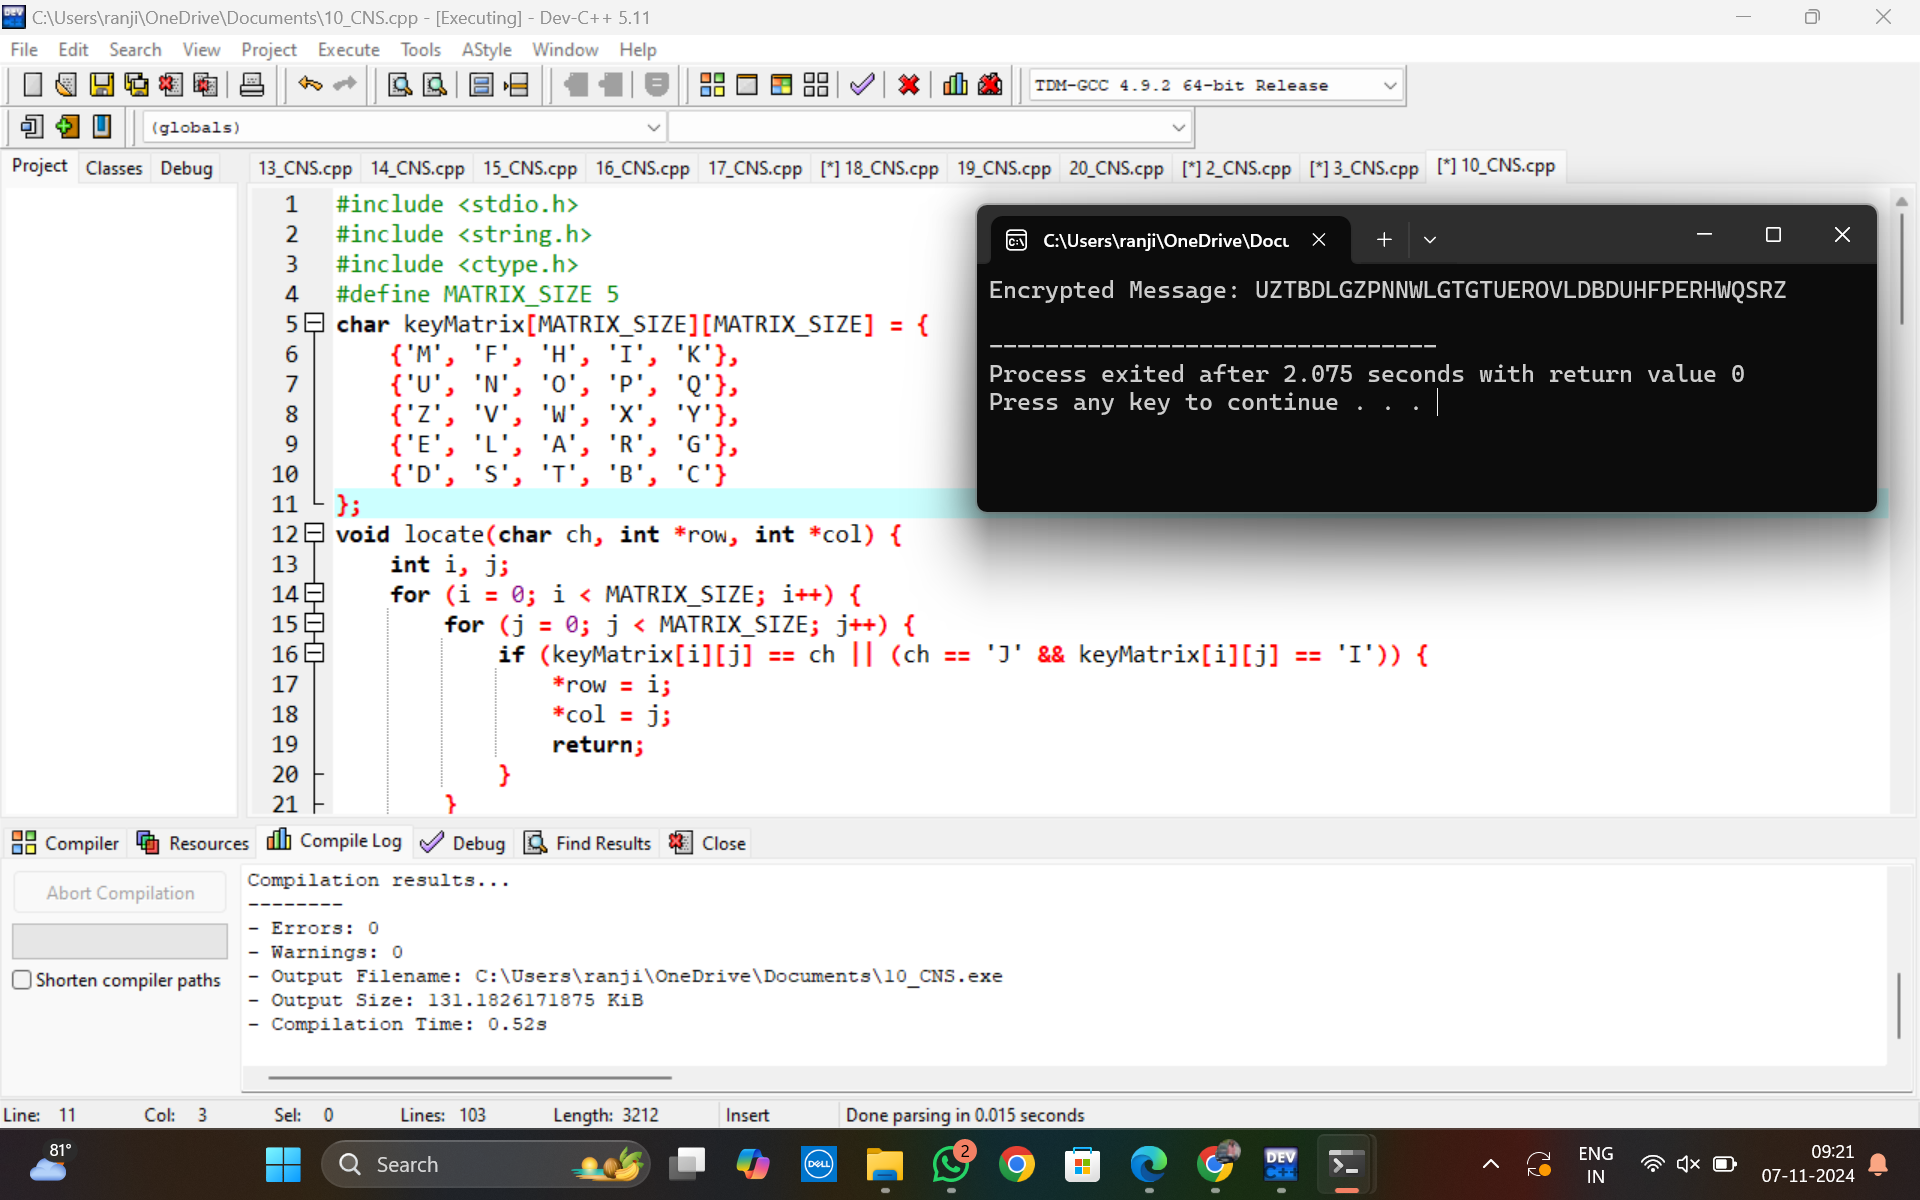 C:\Users\ranji\OneDrive\Documents\10_CNS.cpp - [Executing] - Dev-C++ 5.11
File Edit Search View Project Execute Tools AStyle Window Help
TDM-GCC 4.9.2 64-bit Release
(globals)
Project Classes Debug
13_CNS.cpp 14_CNS.cpp 15_CNS.cpp 16_CNS.cpp 17_CNS.cpp [*] 18_CNS.cpp 19_CNS.cpp 20_CNS.cpp [*] 2_CNS.cpp [*] 3_CNS.cpp [*] 10_CNS.cpp
1 #include <stdio.h>
2 #include <string.h>
3 #include <ctype.h>
4 #define MATRIX_SIZE 5
5 char keyMatrix[MATRIX_SIZE][MATRIX_SIZE] = {
6 {'M', 'F', 'H', 'I', 'K'},
7 {'U', 'N', 'O', 'P', 'Q'},
8 {'Z', 'V', 'W', 'X', 'Y'},
9 {'E', 'L', 'A', 'R', 'G'},
10 {'D', 'S', 'T', 'B', 'C'}
11 };
12 void locate(char ch, int *row, int *col) {
13 int i, j;
14 for (i = 0; i < MATRIX_SIZE; i++) {
15 for (j = 0; j < MATRIX_SIZE; j++) {
16 if (keyMatrix[i][j] == ch || (ch == 'J' && keyMatrix[i][j] == 'I')) {
17 *row = i;
18 *col = j;
19 return;
20 }
21 }
C:\Users\ranji\OneDrive\Docu
Encrypted Message: UZTBDLGZPNNWLGTGTUEROVLDBDUHFPERHWQSRZ
--------------------------------
Process exited after 2.075 seconds with return value 0
Press any key to continue . . .
Compiler Resources Compile Log Debug Find Results Close
Abort Compilation
Shorten compiler paths
Compilation results...
--------
- Errors: 0
- Warnings: 0
- Output Filename: C:\Users\ranji\OneDrive\Documents\10_CNS.exe
- Output Size: 131.1826171875 KiB
- Compilation Time: 0.52s
Line: 11 Col: 3 Sel: 0 Lines: 103 Length: 3212 Insert Done parsing in 0.015 seconds
81°
Search
DELL
2
DEV C++
ENG
IN
09:21
07-11-2024